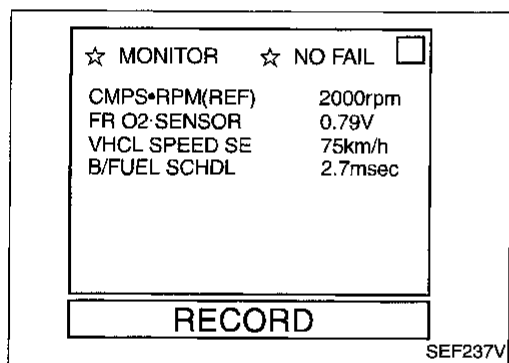 ☆ MONITOR ☆ NO FAIL
CMPS•RPM(REF) 2000rpm
FR O2·SENSOR 0.79V
VHCL SPEED SE 75km/h
B/FUEL SCHDL 2.7msec
RECORD
SEF237V